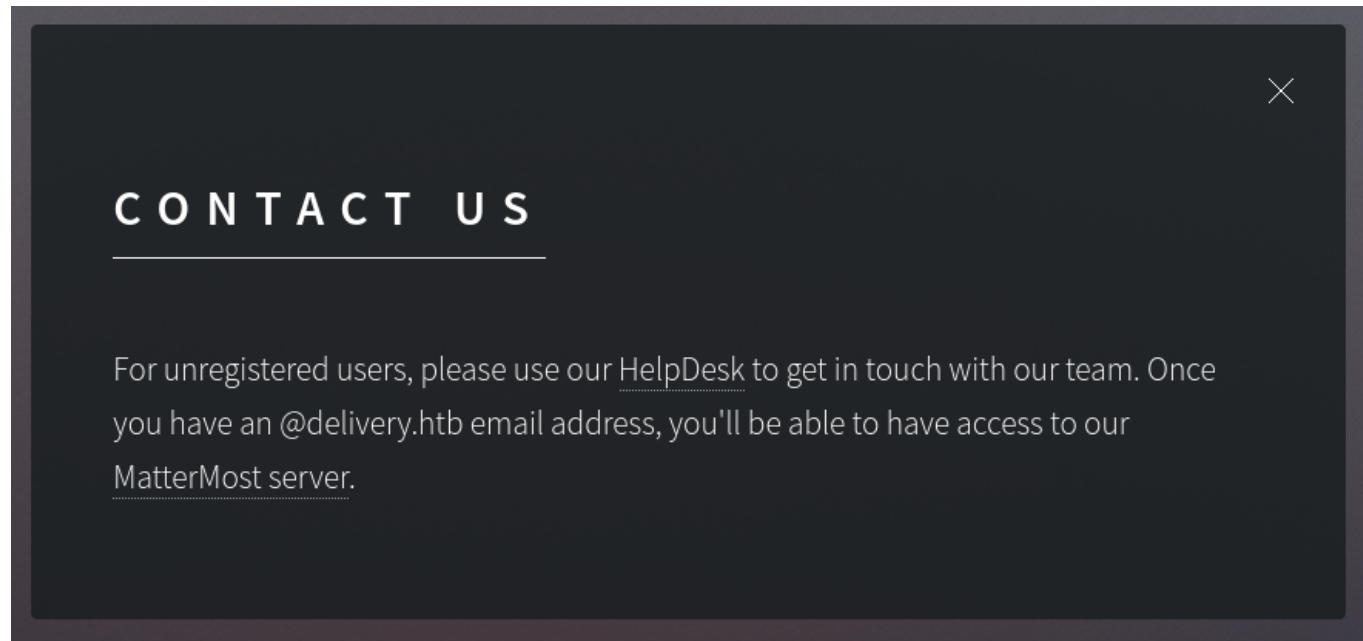 CONTACT US
For unregistered users, please use our HelpDesk to get in touch with our team. Once
you have an @delivery.htb email address, you'll be able to have access to our
MatterMost server.